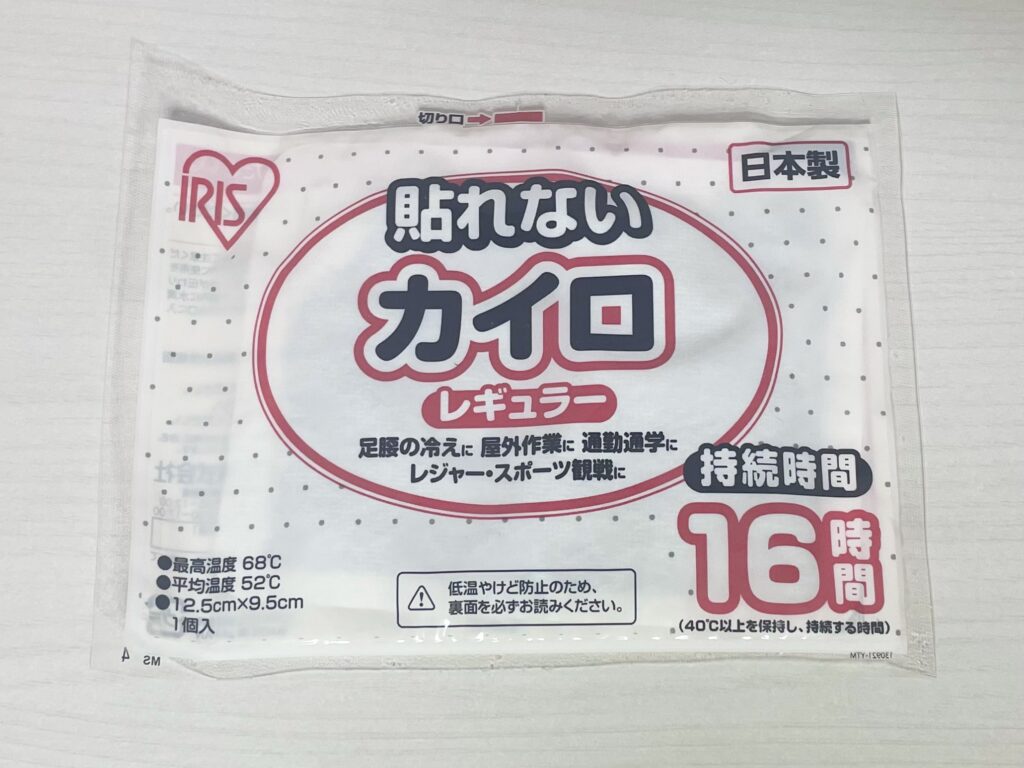 切り口→
IRIS
日本製
貼れない
カイロ
レギュラー
足腰の冷えに 屋外作業に 通勤通学に
レジャー・スポーツ観戦に
持続時間
16時間
(40℃以上を保持し、持続する時間)
●最高温度 68℃
●平均温度 52℃
●12.5cm×9.5cm
1個入
低温やけど防止のため、
裏面を必ずお読みください。
4 MS
130921-YTM